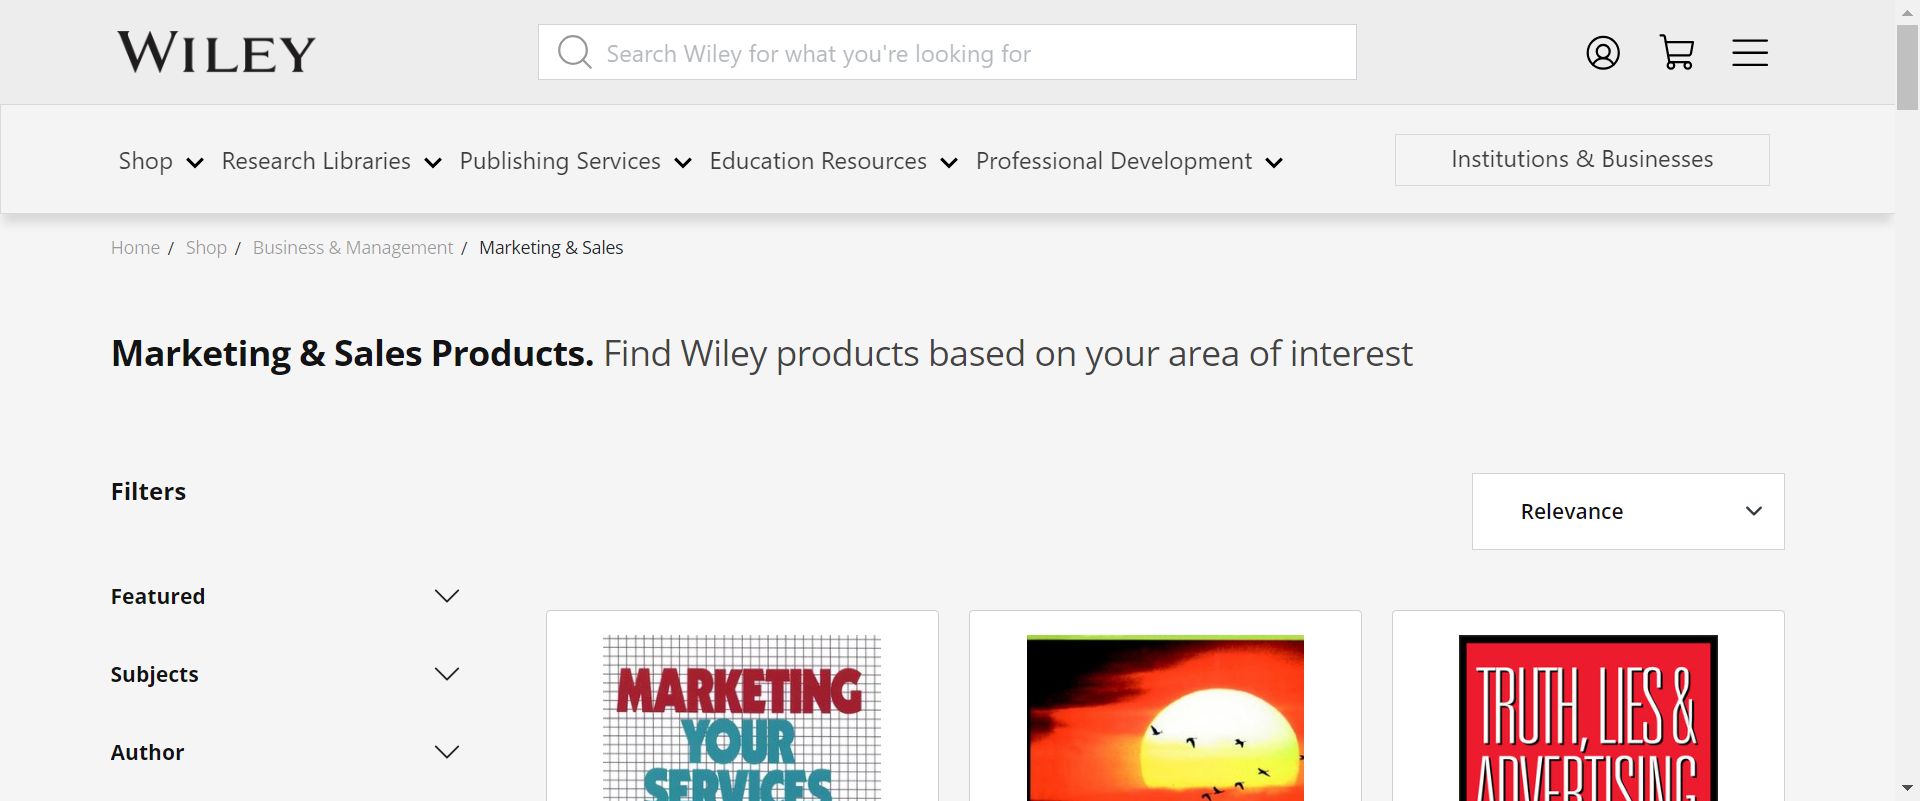 WILEY
Search Wiley for what you're looking for
Shop Research Libraries Publishing Services Education Resources Professional Development Institutions & Businesses
Home / Shop / Business & Management / Marketing & Sales
Marketing & Sales Products. Find Wiley products based on your area of interest
Filters
Relevance
Featured
Subjects
Author
MARKETING
YOUR
SERVICES
TRUTH, LIES &
ADVERTISING